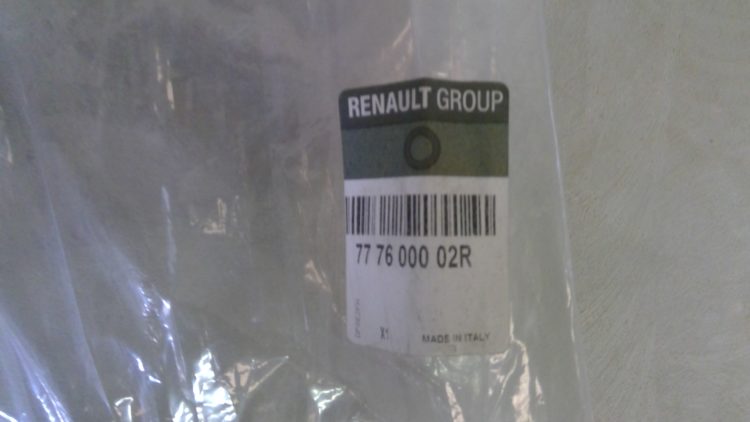 RENAULT GROUP
77 76 000 02R
X1
MADE IN ITALY